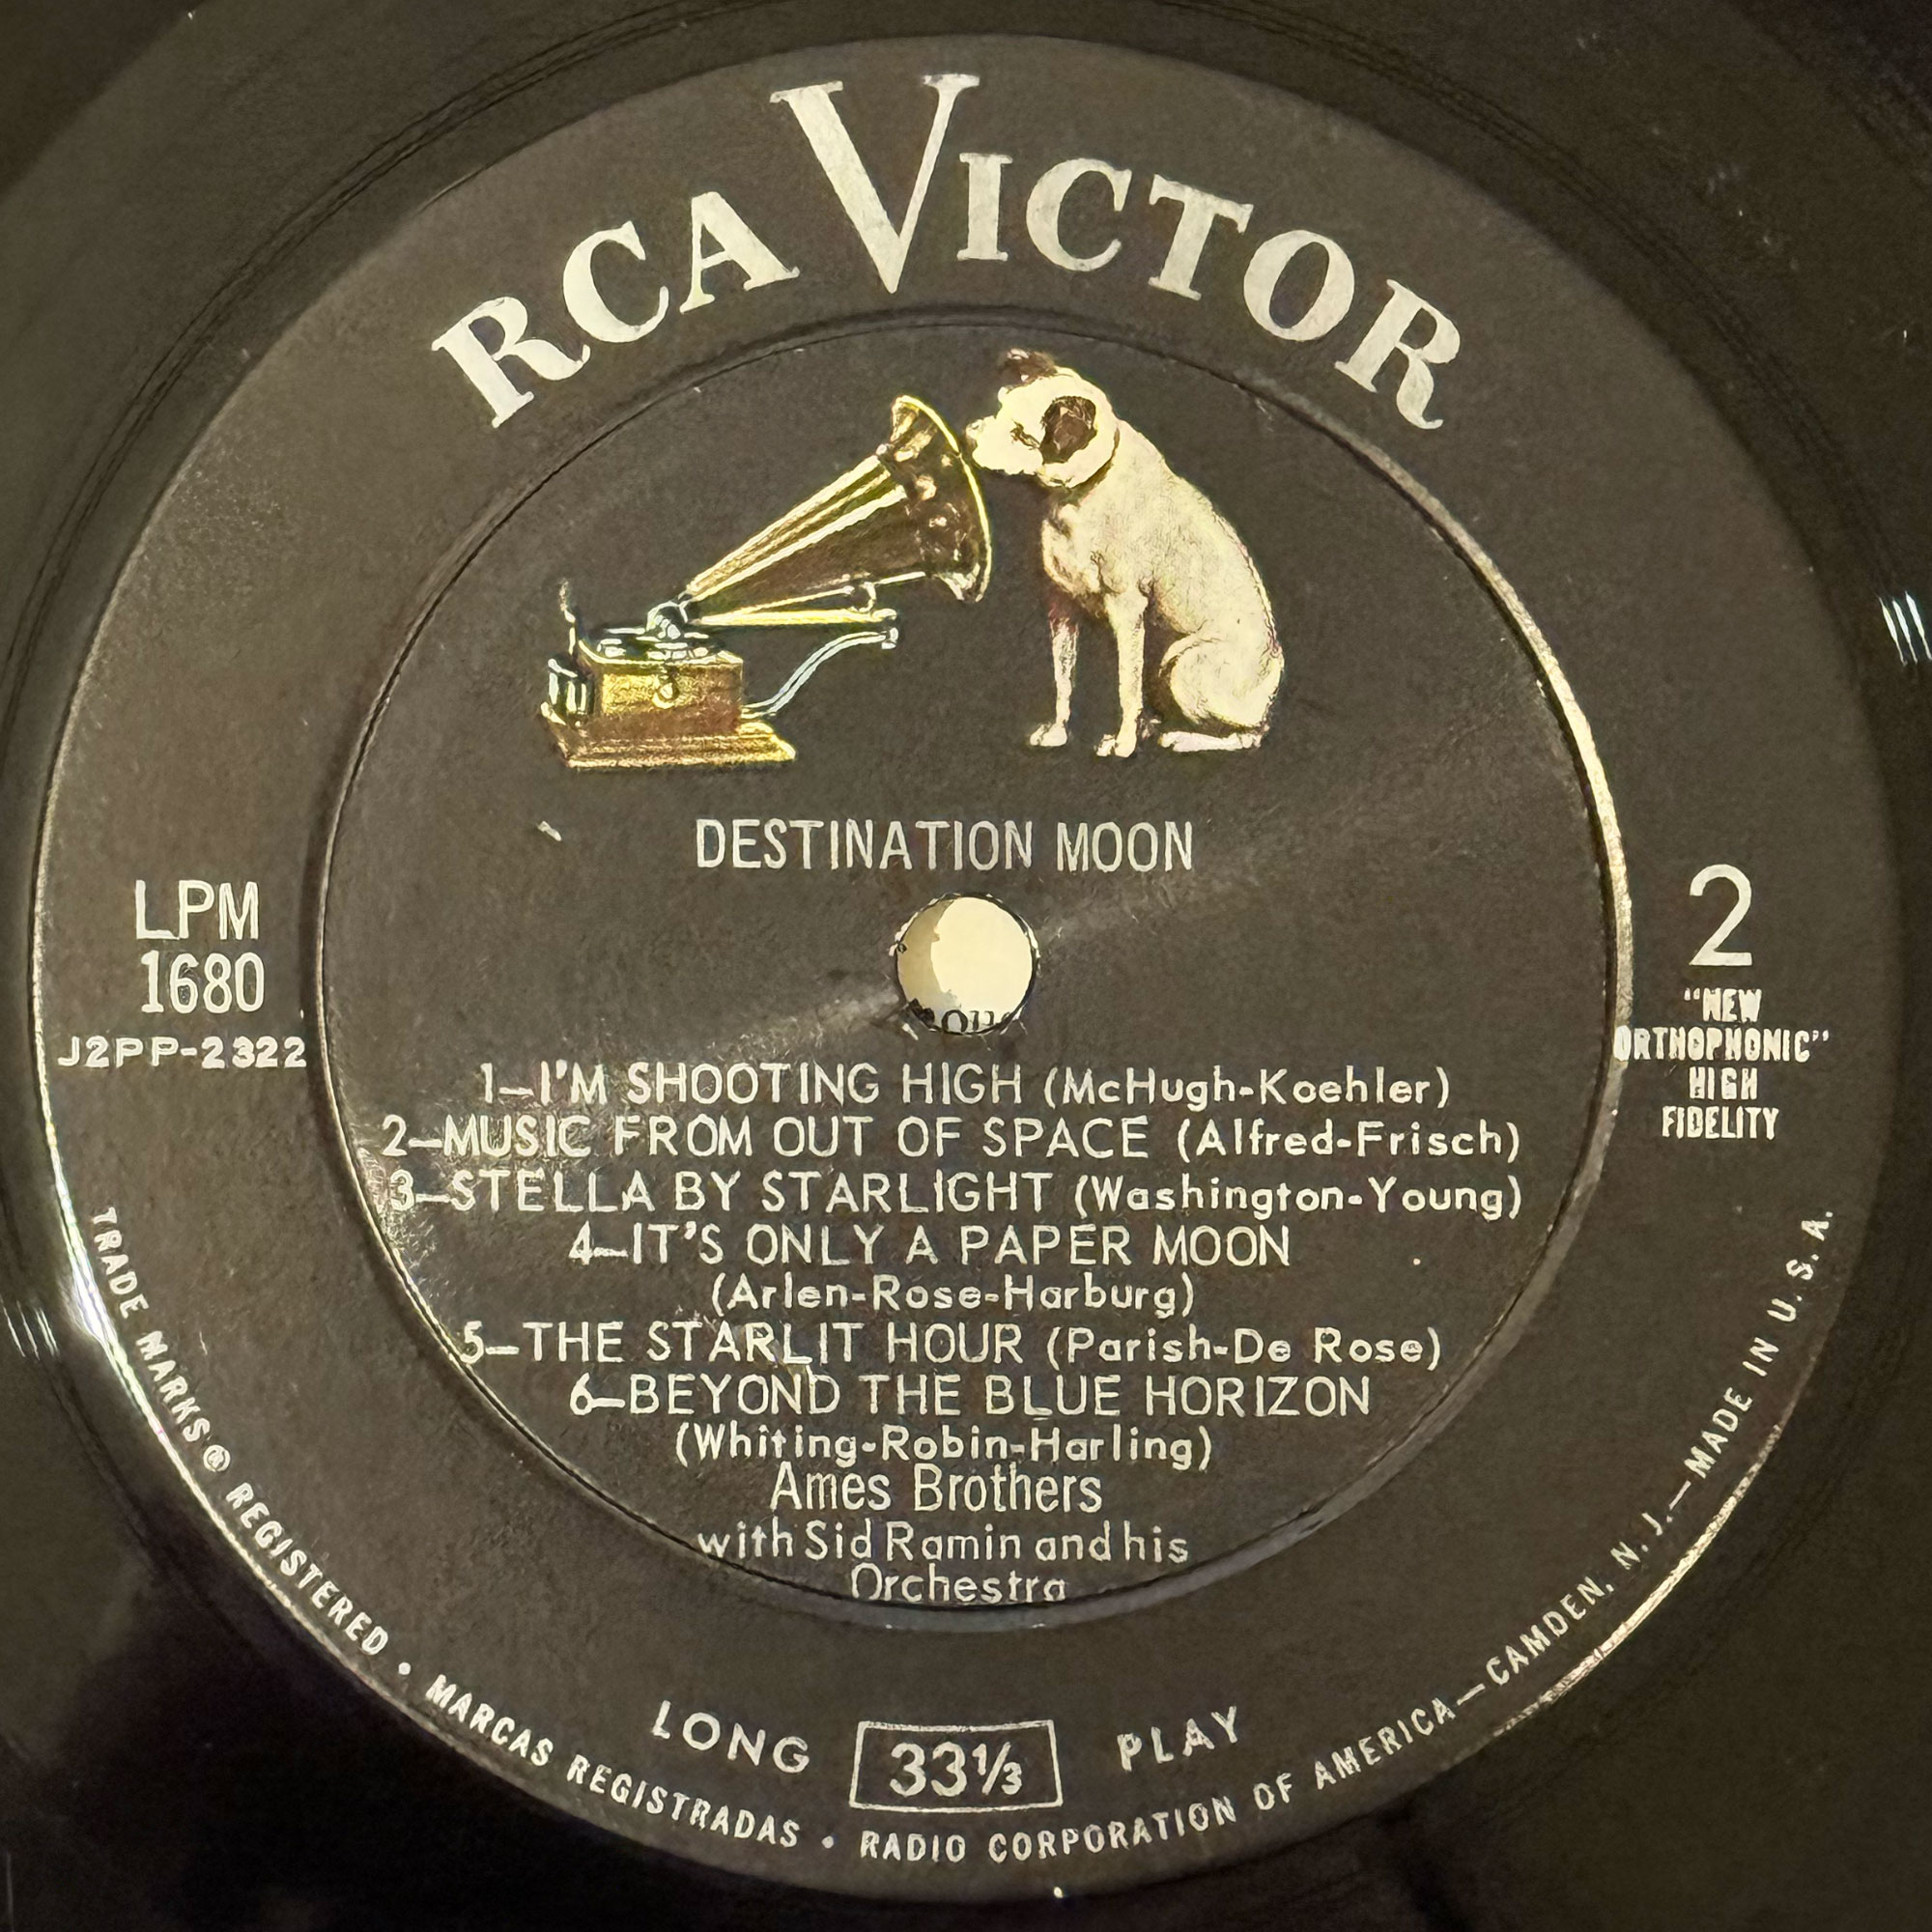 RCA VICTOR
DESTINATION MOON
LPM
1680
J2PP-2322
2
“NEW
ORTHOPHONIC”
HIGH
FIDELITY
1—I'M SHOOTING HIGH (McHugh-Koehler)
2—MUSIC FROM OUT OF SPACE (Alfred-Frisch)
3—STELLA BY STARLIGHT (Washington-Young)
4—IT'S ONLY A PAPER MOON
(Arlen-Rose-Harburg)
5—THE STARLIT HOUR (Parish-De Rose)
6—BEYOND THE BLUE HORIZON
(Whiting-Robin-Harling)
Ames Brothers
with Sid Ramin and his
Orchestra
LONG 33⅓ PLAY
TRADE MARKS ® REGISTERED • MARCAS REGISTRADAS • RADIO CORPORATION OF AMERICA—CAMDEN, N. J.—MADE IN U. S. A.